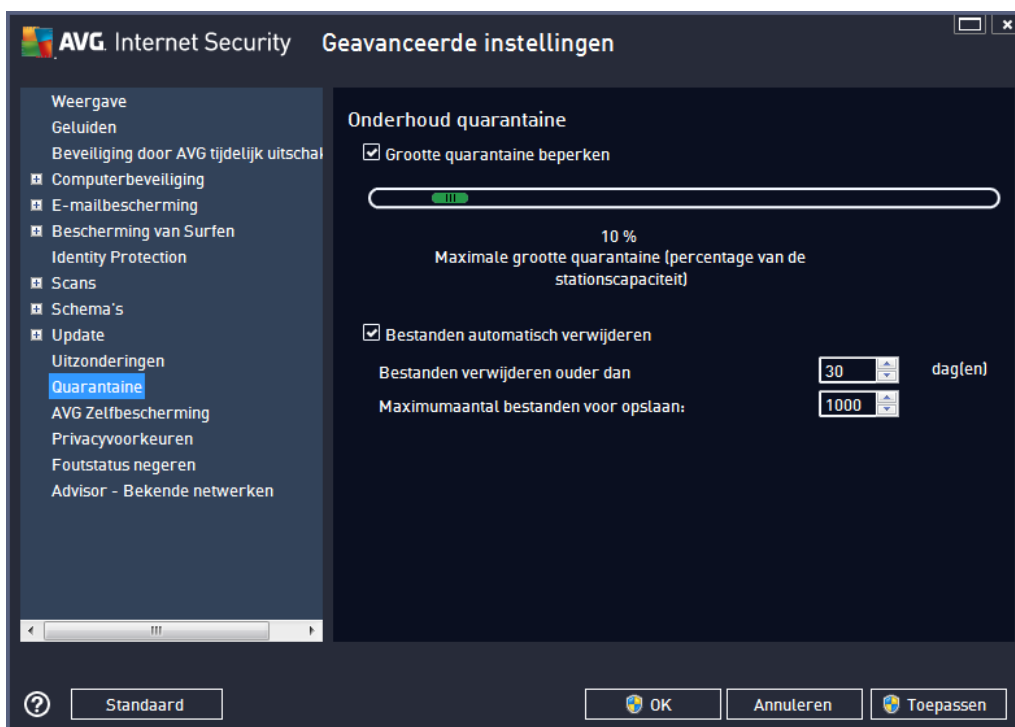 AVG. Internet Security Geavanceerde instellingen
Weergave
Geluiden
Beveiliging door AVG tijdelijk uitschak
Computerbeveiliging
E-mailbescherming
Bescherming van Surfen
Identity Protection
Scans
Schema's
Update
Uitzonderingen
Quarantaine
AVG Zelfbescherming
Privacyvoorkeuren
Foutstatus negeren
Advisor - Bekende netwerken
Onderhoud quarantaine
Grootte quarantaine beperken
10 %
Maximale grootte quarantaine (percentage van de
stationscapaciteit)
Bestanden automatisch verwijderen
Bestanden verwijderen ouder dan 30 dag(en)
Maximumaantal bestanden voor opslaan: 1000
? Standaard OK Annuleren Toepassen